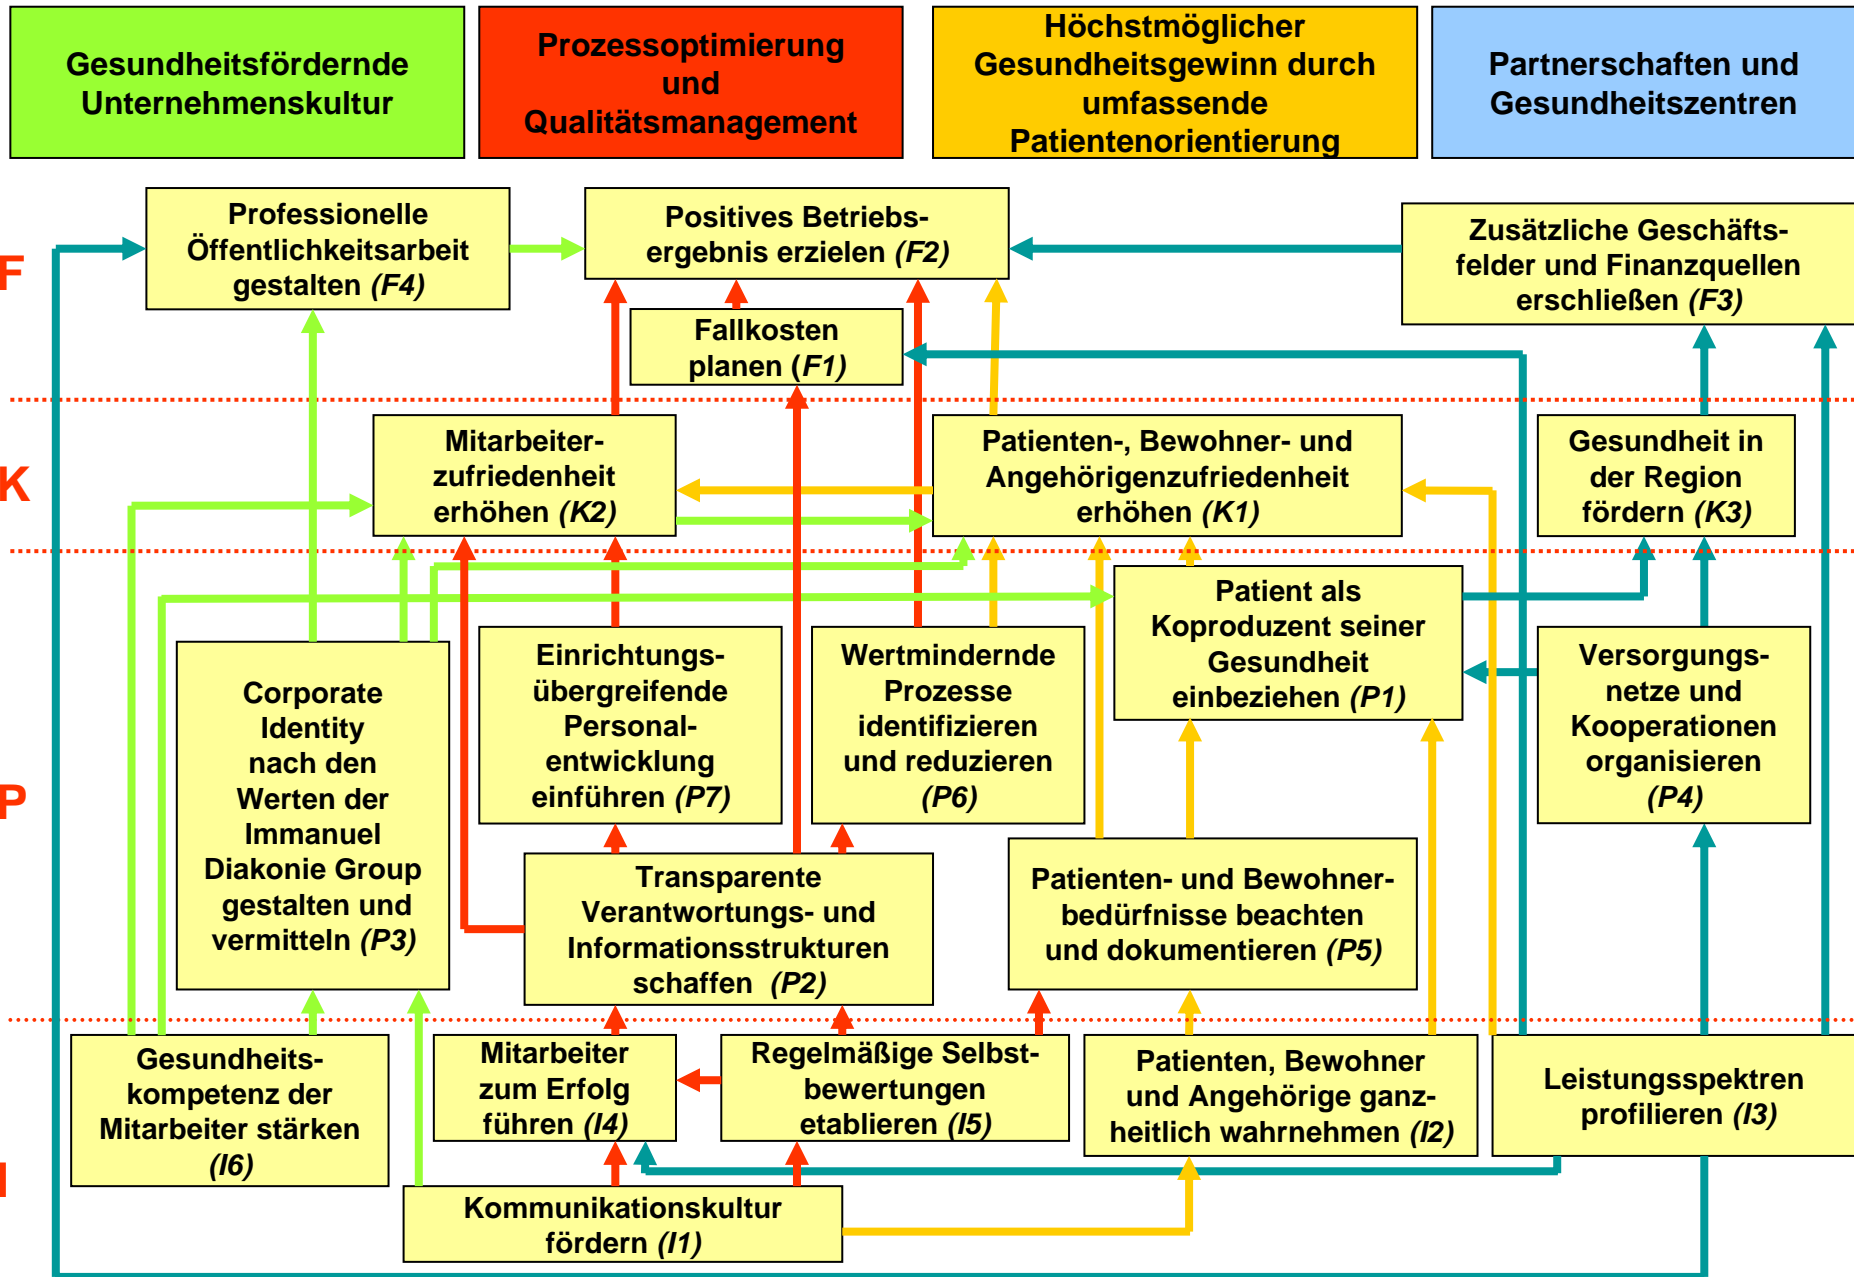 Gesundheitsfördernde
Unternehmenskultur
Prozessoptimierung
und
Qualitätsmanagement
Höchstmöglicher
Gesundheitsgewinn durch
umfassende
Patientenorientierung
Partnerschaften und
Gesundheitszentren
F
Professionelle
Öffentlichkeitsarbeit
gestalten (F4)
Positives Betriebs-
ergebnis erzielen (F2)
Zusätzliche Geschäfts-
felder und Finanzquellen
erschließen (F3)
Fallkosten
planen (F1)
K
Mitarbeiter-
zufriedenheit
erhöhen (K2)
Patienten-, Bewohner- und
Angehörigenzufriedenheit
erhöhen (K1)
Gesundheit in
der Region
fördern (K3)
P
Corporate
Identity
nach den
Werten der
Immanuel
Diakonie Group
gestalten und
vermitteln (P3)
Einrichtungs-
übergreifende
Personal-
entwicklung
einführen (P7)
Wertmindernde
Prozesse
identifizieren
und reduzieren
(P6)
Patient als
Koproduzent seiner
Gesundheit
einbeziehen (P1)
Versorgungs-
netze und
Kooperationen
organisieren
(P4)
Transparente
Verantwortungs- und
Informationsstrukturen
schaffen (P2)
Patienten- und Bewohner-
bedürfnisse beachten
und dokumentieren (P5)
I
Gesundheits-
kompetenz der
Mitarbeiter stärken
(I6)
Mitarbeiter
zum Erfolg
führen (I4)
Regelmäßige Selbst-
bewertungen
etablieren (I5)
Patienten, Bewohner
und Angehörige ganz-
heitlich wahrnehmen (I2)
Leistungsspektren
profilieren (I3)
Kommunikationskultur
fördern (I1)